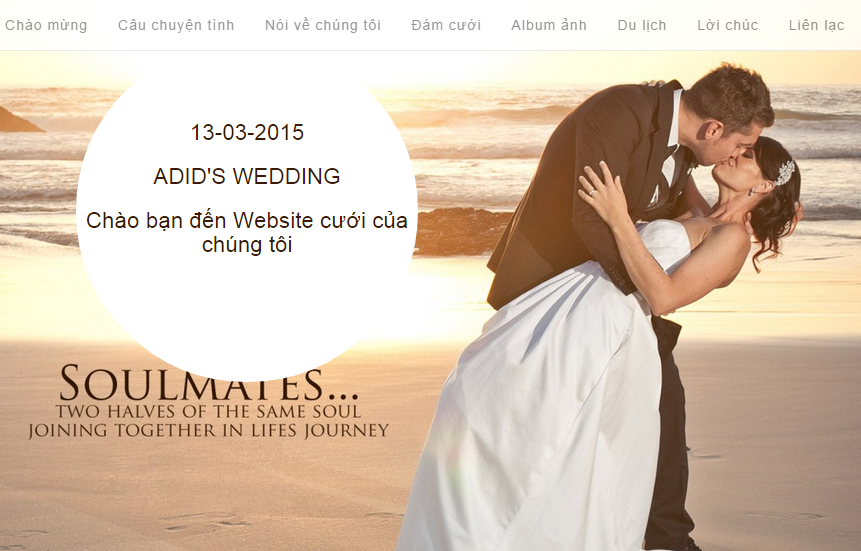 Chào mừng Câu chuyện tình Nói về chúng tôi Đám cưới Album ảnh Du lịch Lời chúc Liên lạc
13-03-2015
ADID'S WEDDING
Chào bạn đến Website cưới của
chúng tôi
SOULMATES...
TWO HALVES OF THE SAME SOUL
JOINING TOGETHER IN LIFES JOURNEY